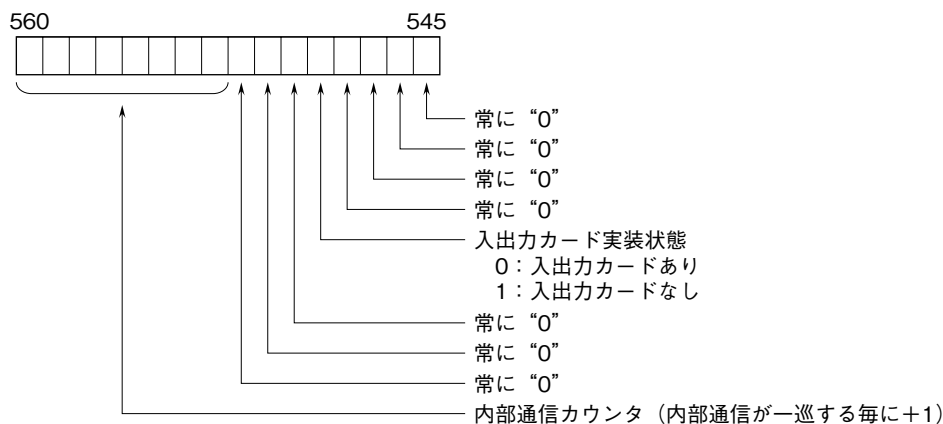 560 545
常に “0”
常に “0”
常に “0”
常に “0”
入出力カード実装状態
0：入出力カードあり
1：入出力カードなし
常に “0”
常に “0”
常に “0”
内部通信カウンタ（内部通信が一巡する毎に＋1）